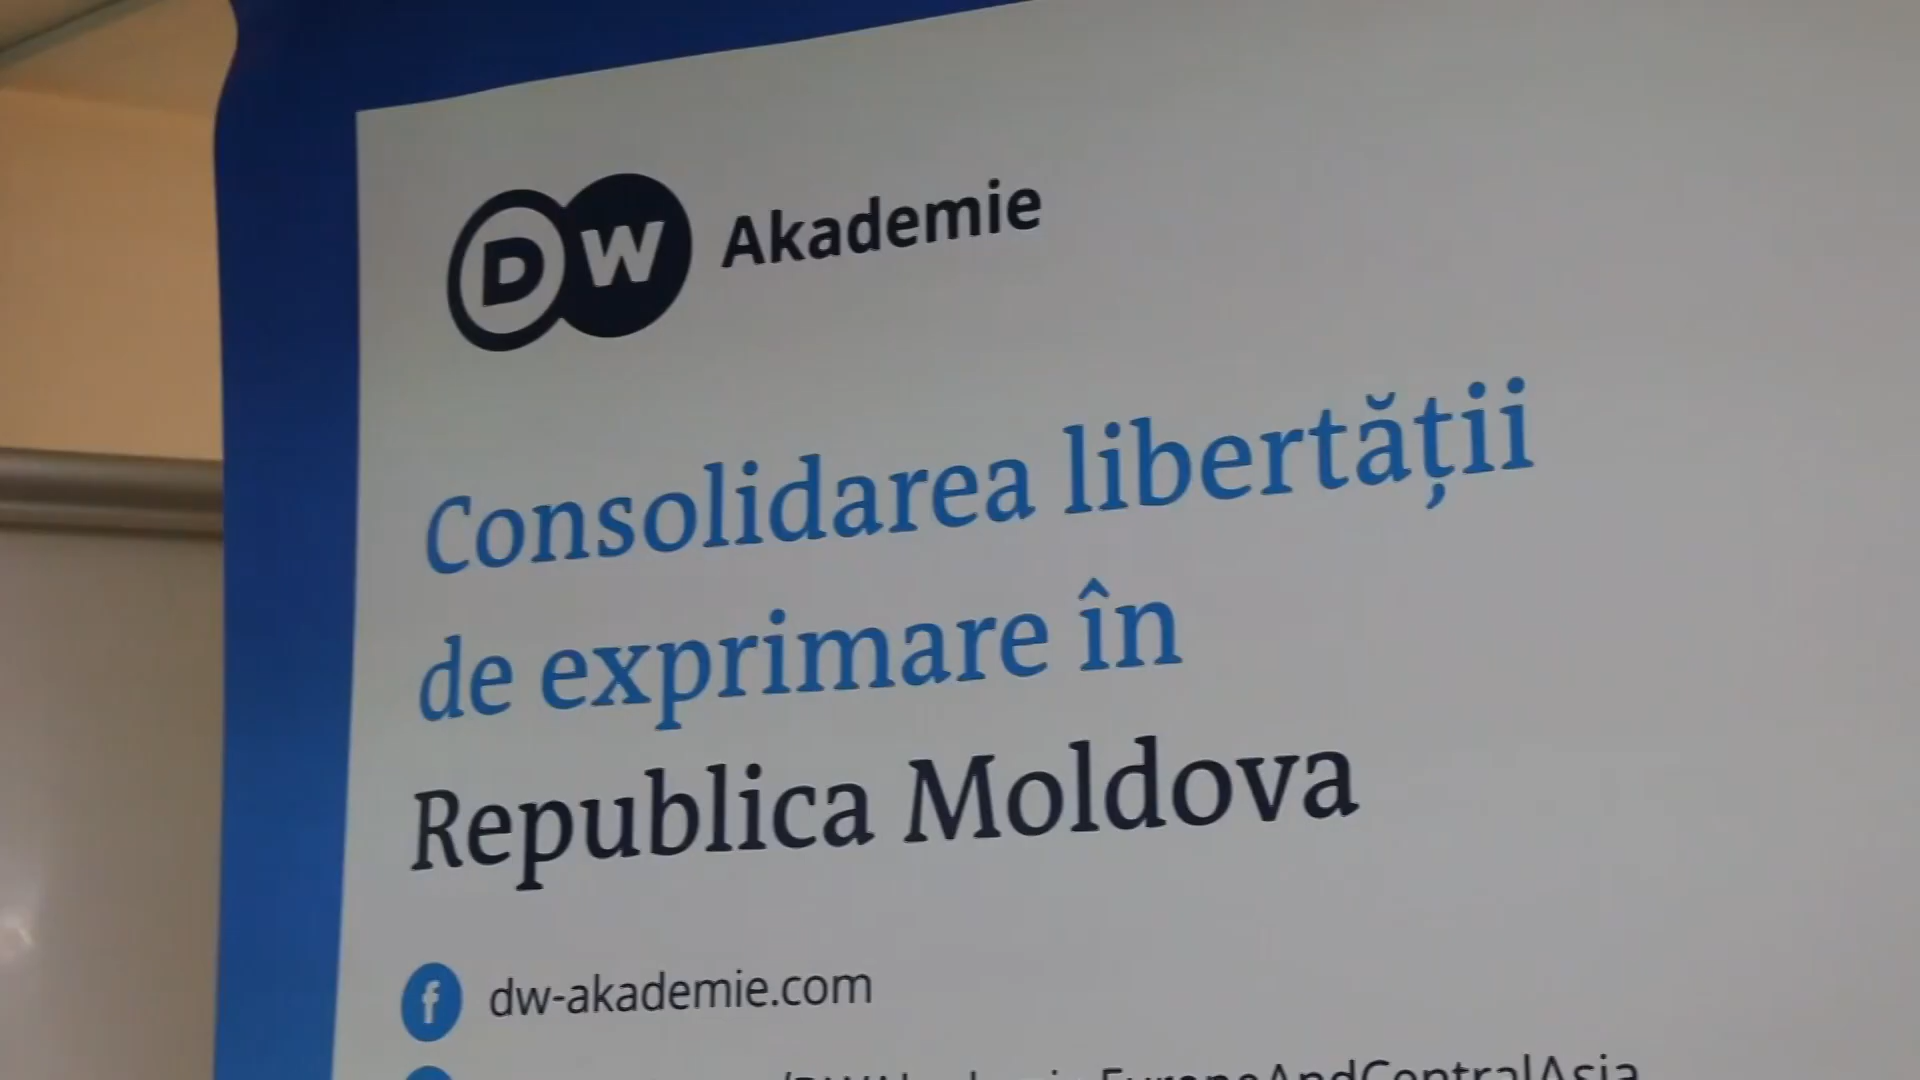 DW Akademie
Consolidarea libertății
de exprimare în
Republica Moldova
f dw-akademie.com